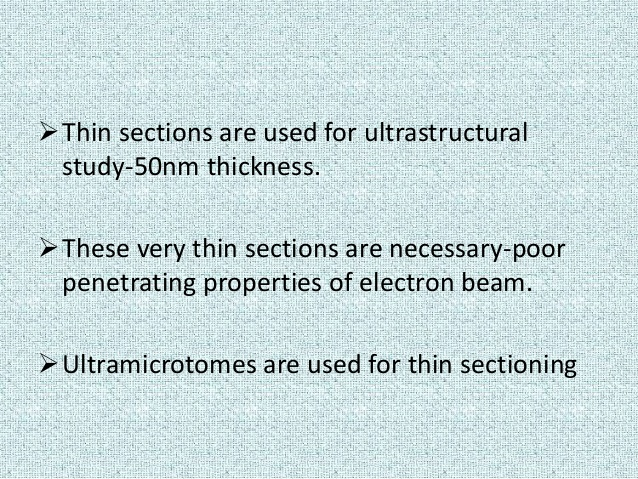 ➢Thin sections are used for ultrastructural
study-50nm thickness.
➢These very thin sections are necessary-poor
penetrating properties of electron beam.
➢Ultramicrotomes are used for thin sectioning